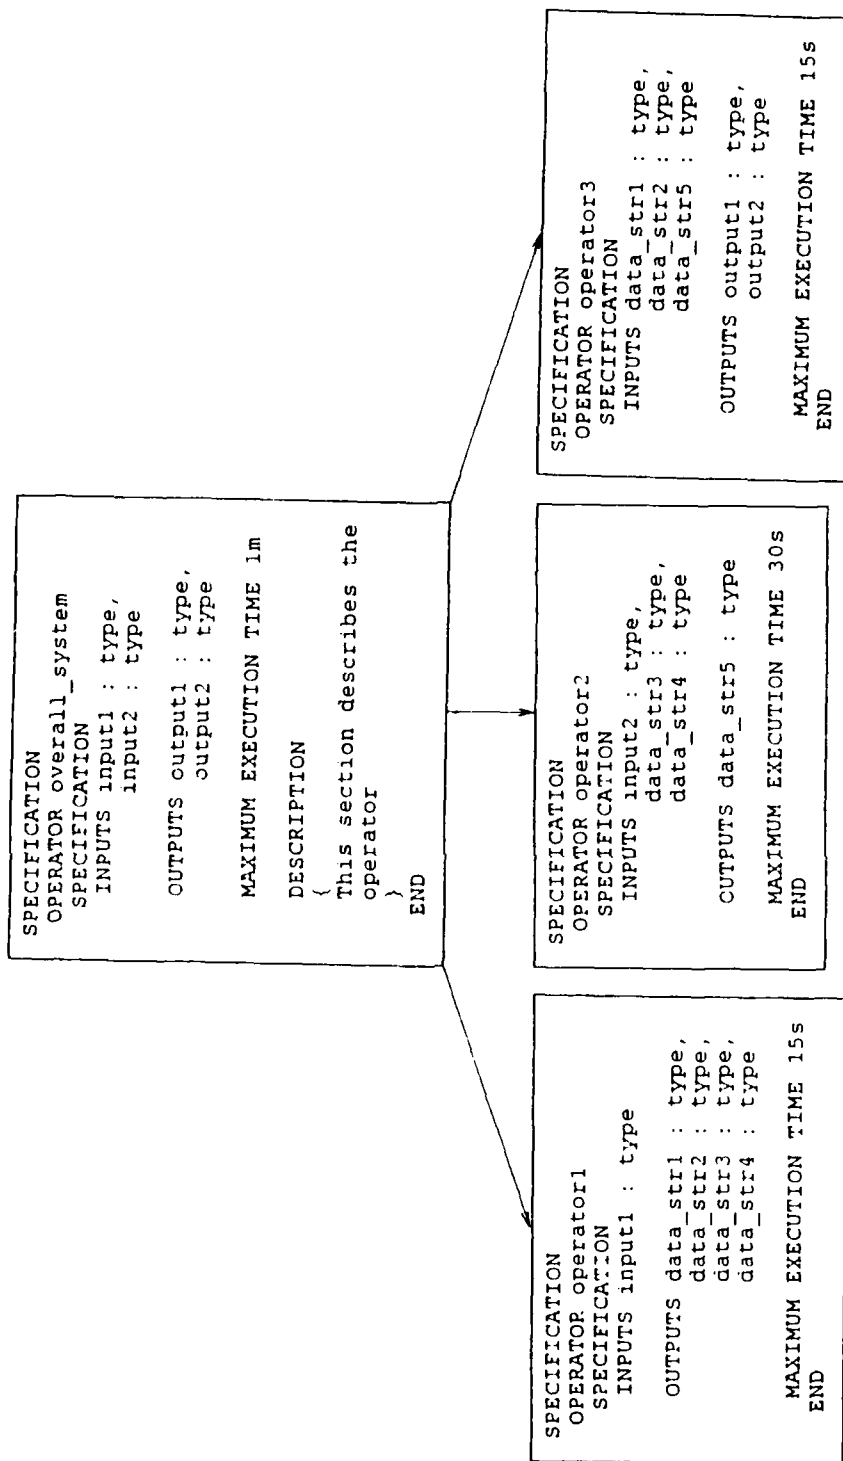 SPECIFICATION
OPERATOR overall_system
SPECIFICATION
INPUTS input1 : type,
input2 : type
OUTPUTS output1 : type,
output2 : type
MAXIMUM EXECUTION TIME 1m
DESCRIPTION
{
This section describes the
operator
}
END
SPECIFICATION
OPERATOR operator1
SPECIFICATION
INPUTS input1 : type
OUTPUTS data_str1 : type,
data_str2 : type,
data_str3 : type,
data_str4 : type
MAXIMUM EXECUTION TIME 15s
END
SPECIFICATION
OPERATOR operator2
SPECIFICATION
INPUTS input2 : type,
data_str3 : type,
data_str4 : type
OUTPUTS data_str5 : type
MAXIMUM EXECUTION TIME 30s
END
SPECIFICATION
OPERATOR operator3
SPECIFICATION
INPUTS data_str1 : type,
data_str2 : type,
data_str5 : type
OUTPUTS output1 : type,
output2 : type
MAXIMUM EXECUTION TIME 15s
END